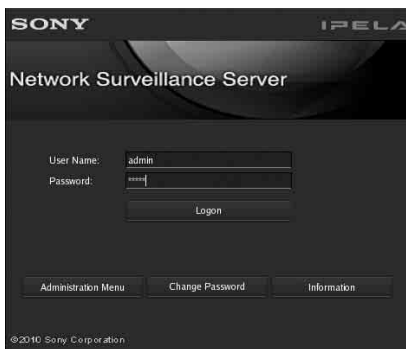 SONY
IPELA
Network Surveillance Server
User Name: admin
Password: *****
Logon
Administration Menu Change Password Information
©2010 Sony Corporation